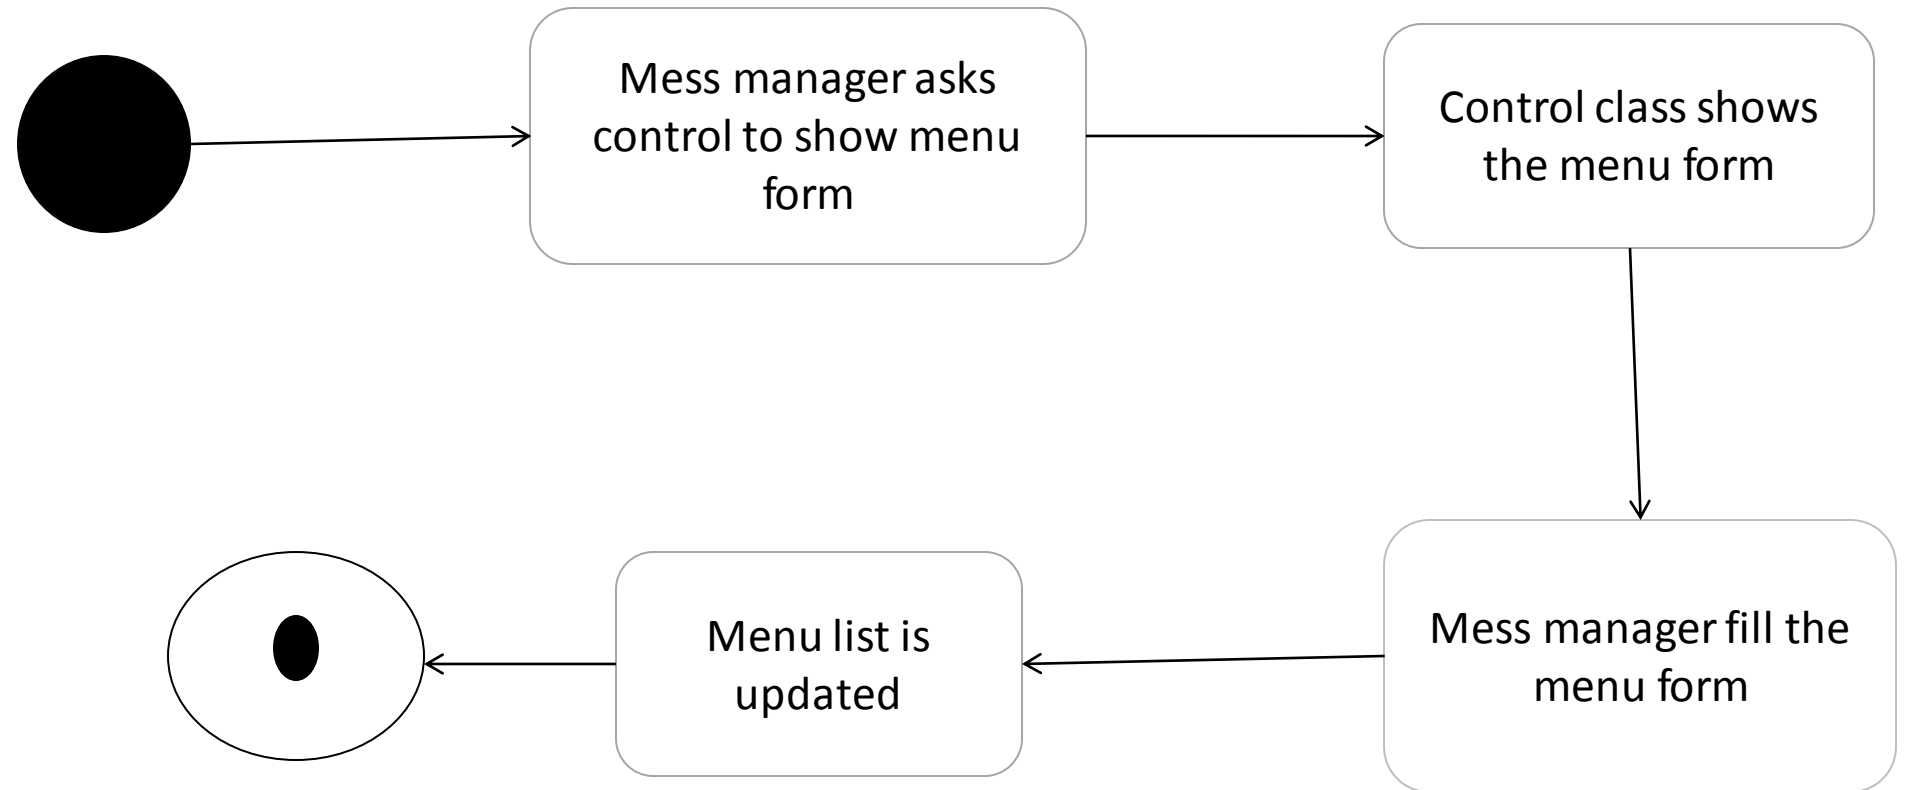 Mess manager asks
control to show menu
form
Control class shows
the menu form
Mess manager fill the
menu form
Menu list is
updated